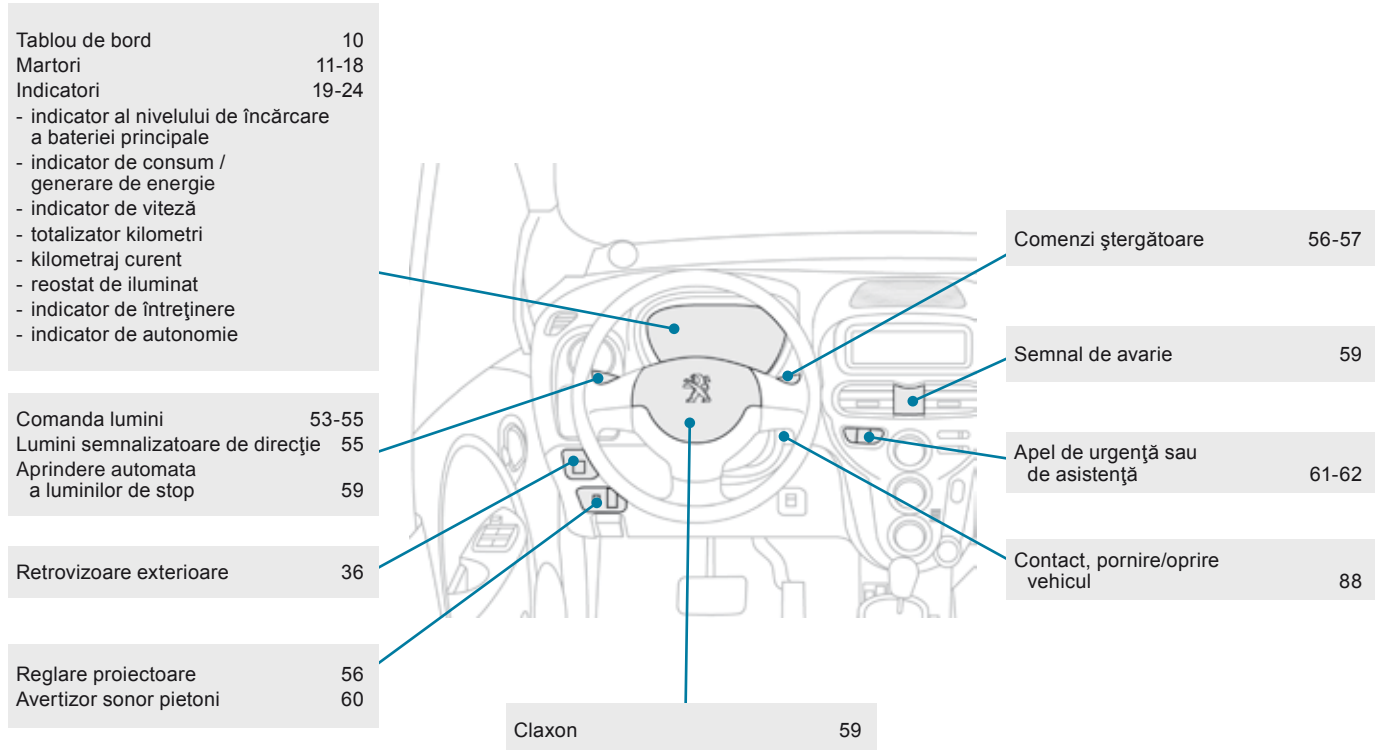 Tablou de bord 10
Martori 11-18
Indicatori 19-24
- indicator al nivelului de încărcare
a bateriei principale
- indicator de consum /
generare de energie
- indicator de viteză
- totalizator kilometri
- kilometraj curent
- reostat de iluminat
- indicator de întreţinere
- indicator de autonomie
Comanda lumini 53-55
Lumini semnalizatoare de direcţie 55
Aprindere automata
a luminilor de stop 59
Retrovizoare exterioare 36
Reglare proiectoare 56
Avertizor sonor pietoni 60
Claxon 59
Comenzi ştergătoare 56-57
Semnal de avarie 59
Apel de urgenţă sau
de asistenţă 61-62
Contact, pornire/oprire
vehicul 88